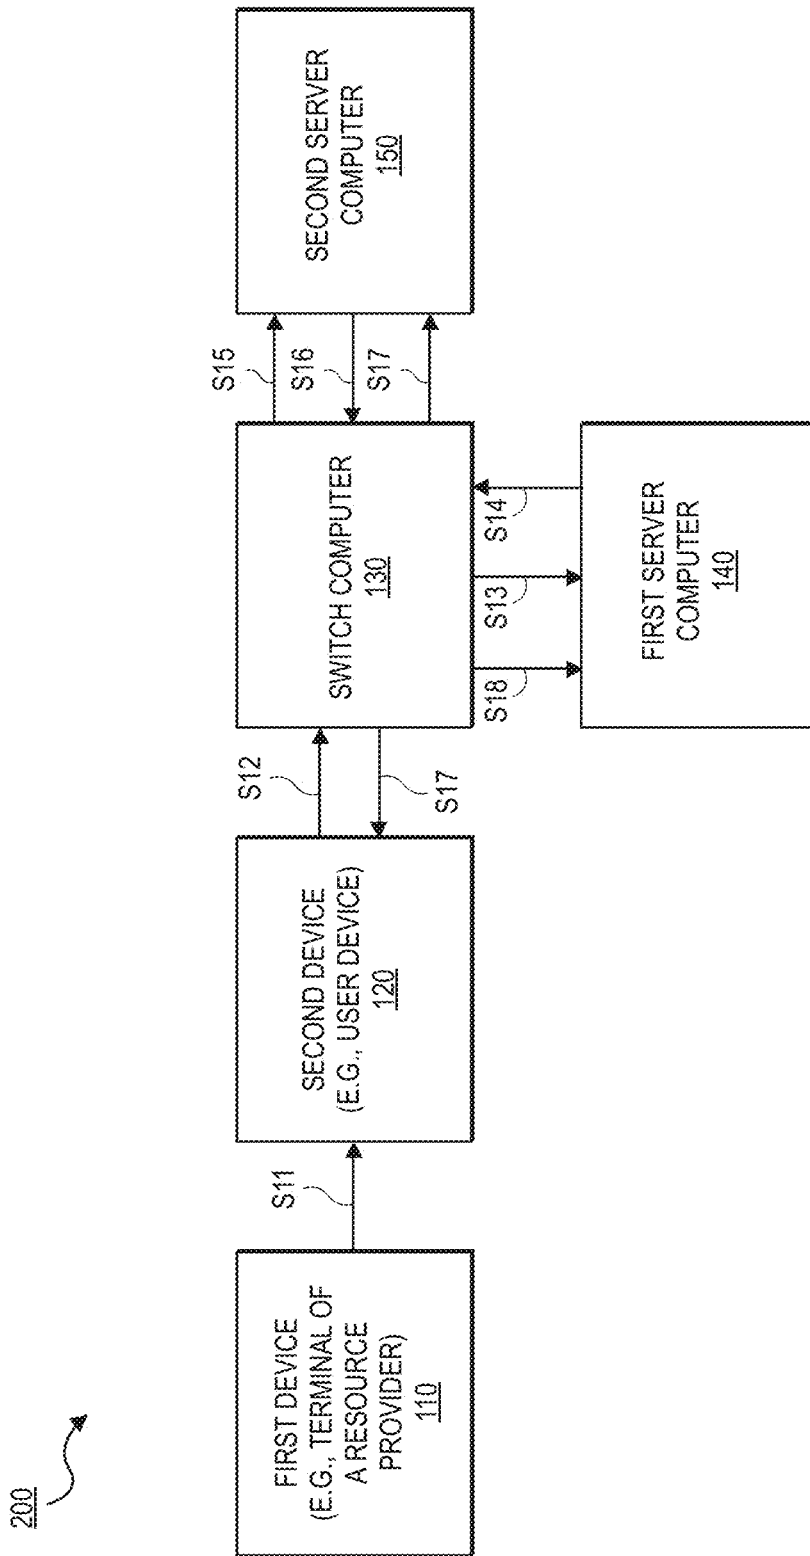 200
FIRST DEVICE
(E.G., TERMINAL OF
A RESOURCE
PROVIDER)
110
S11
SECOND DEVICE
(E.G., USER DEVICE)
120
S12
S17
SWITCH COMPUTER
130
S15
S16
S17
SECOND SERVER
COMPUTER
150
S18
S13
S14
FIRST SERVER
COMPUTER
140